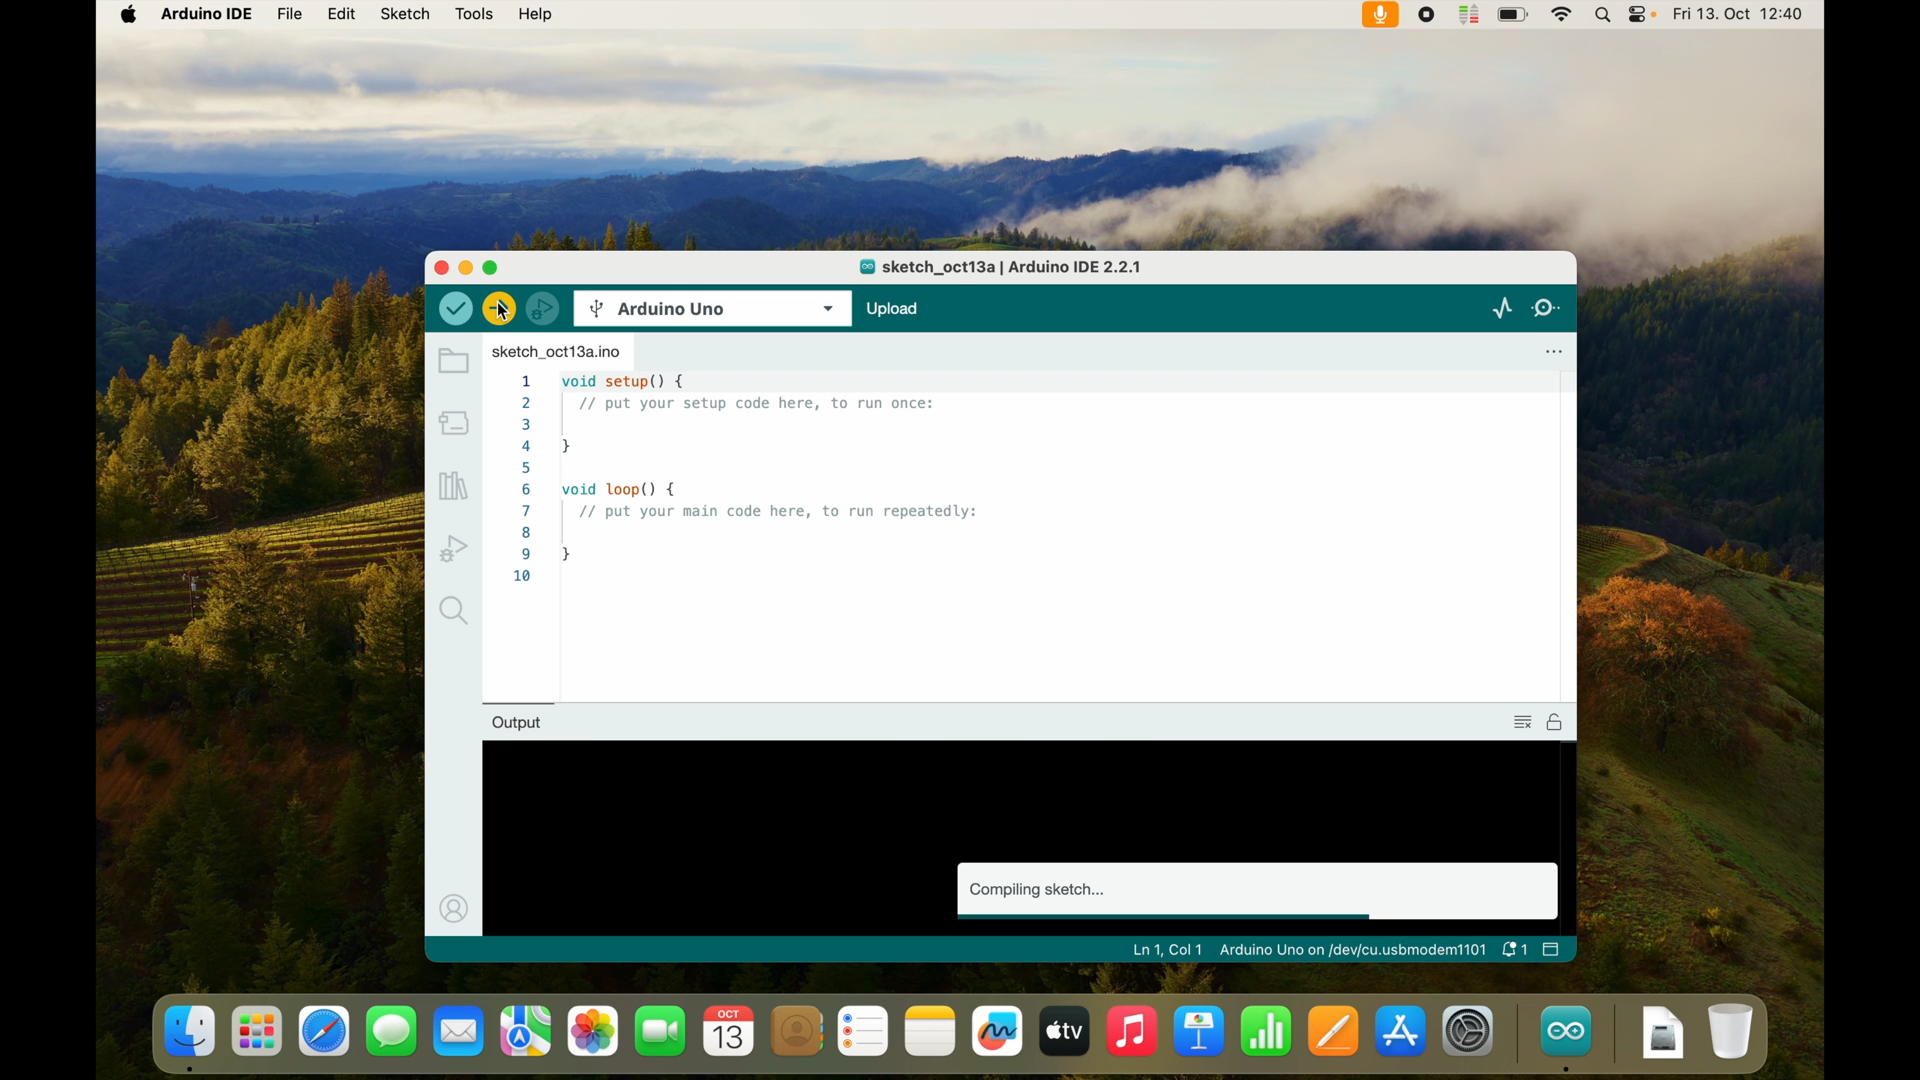 Arduino IDE File Edit Sketch Tools Help Fri 13. Oct 12:40
sketch_oct13a | Arduino IDE 2.2.1
Arduino Uno Upload
sketch_oct13a.ino
1 void setup() {
2 // put your setup code here, to run once:
3
4 }
5
6 void loop() {
7 // put your main code here, to run repeatedly:
8
9 }
10
Output
Compiling sketch...
Ln 1, Col 1 Arduino Uno on /dev/cu.usbmodem1101 1
OCT
13
tv